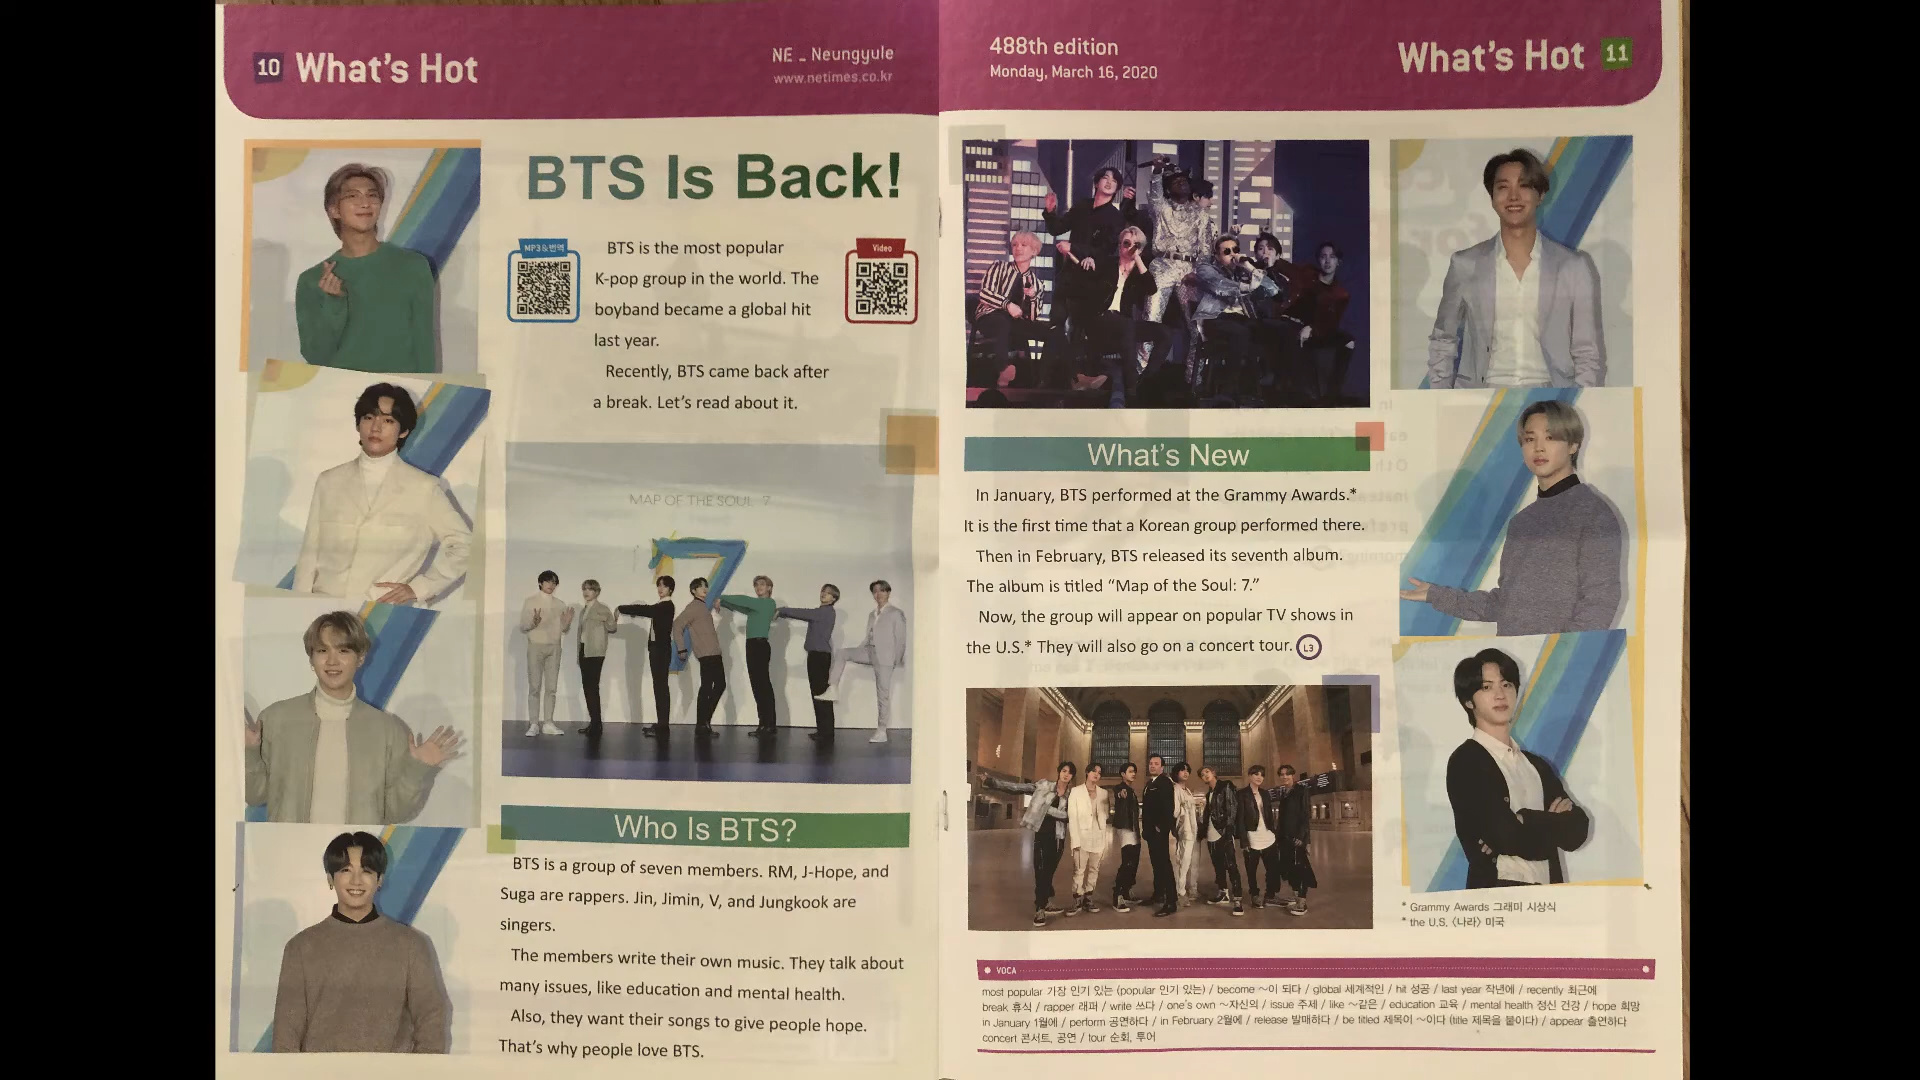 10 What's Hot
NE _ Neungyule
www.netimes.co.kr
BTS Is Back!
MP3&번역
Video
BTS is the most popular
K-pop group in the world. The
boyband became a global hit
last year.
Recently, BTS came back after
a break. Let's read about it.
MAP OF THE SOUL 7
7
Who Is BTS?
BTS is a group of seven members. RM, J-Hope, and
Suga are rappers. Jin, Jimin, V, and Jungkook are
singers.
The members write their own music. They talk about
many issues, like education and mental health.
Also, they want their songs to give people hope.
That's why people love BTS.
488th edition
Monday, March 16, 2020
What's Hot 11
What's New
In January, BTS performed at the Grammy Awards.*
It is the first time that a Korean group performed there.
Then in February, BTS released its seventh album.
The album is titled “Map of the Soul: 7.”
Now, the group will appear on popular TV shows in
the U.S.* They will also go on a concert tour. L3
* Grammy Awards 그래미 시상식
* the U.S. 〈나라〉 미국
VOCA
most popular 가장 인기 있는 (popular 인기 있는) / become ~이 되다 / global 세계적인 / hit 성공 / last year 작년에 / recently 최근에
break 휴식 / rapper 래퍼 / write 쓰다 / one's own ~자신의 / issue 주제 / like ~같은 / education 교육 / mental health 정신 건강 / hope 희망
in January 1월에 / perform 공연하다 / in February 2월에 / release 발매하다 / be titled 제목이 ~이다 (title 제목을 붙이다) / appear 출연하다
concert 콘서트, 공연 / tour 순회, 투어